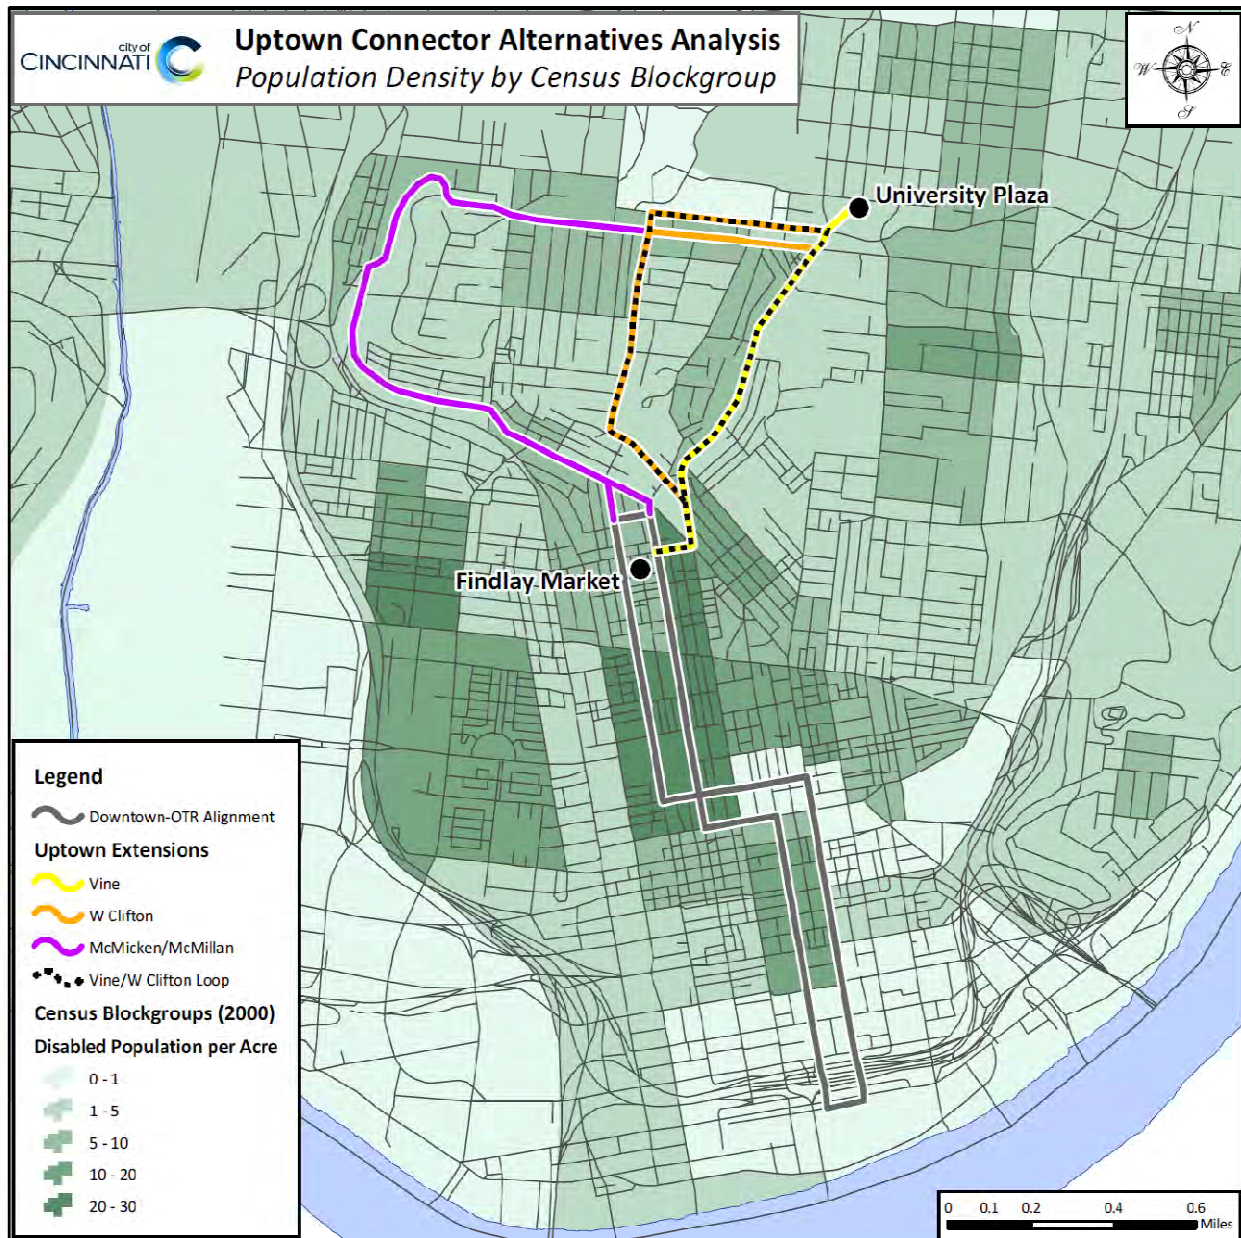 city of
CINCINNATI
Uptown Connector Alternatives Analysis
Population Density by Census Blockgroup
N
W E
S
University Plaza
Findlay Market
Legend
Downtown-OTR Alignment
Uptown Extensions
Vine
W Clifton
McMicken/McMillan
Vine/W Clifton Loop
Census Blockgroups (2000)
Disabled Population per Acre
0 - 1
1 - 5
5 - 10
10 - 20
20 - 30
0 0.1 0.2 0.4 0.6
Miles